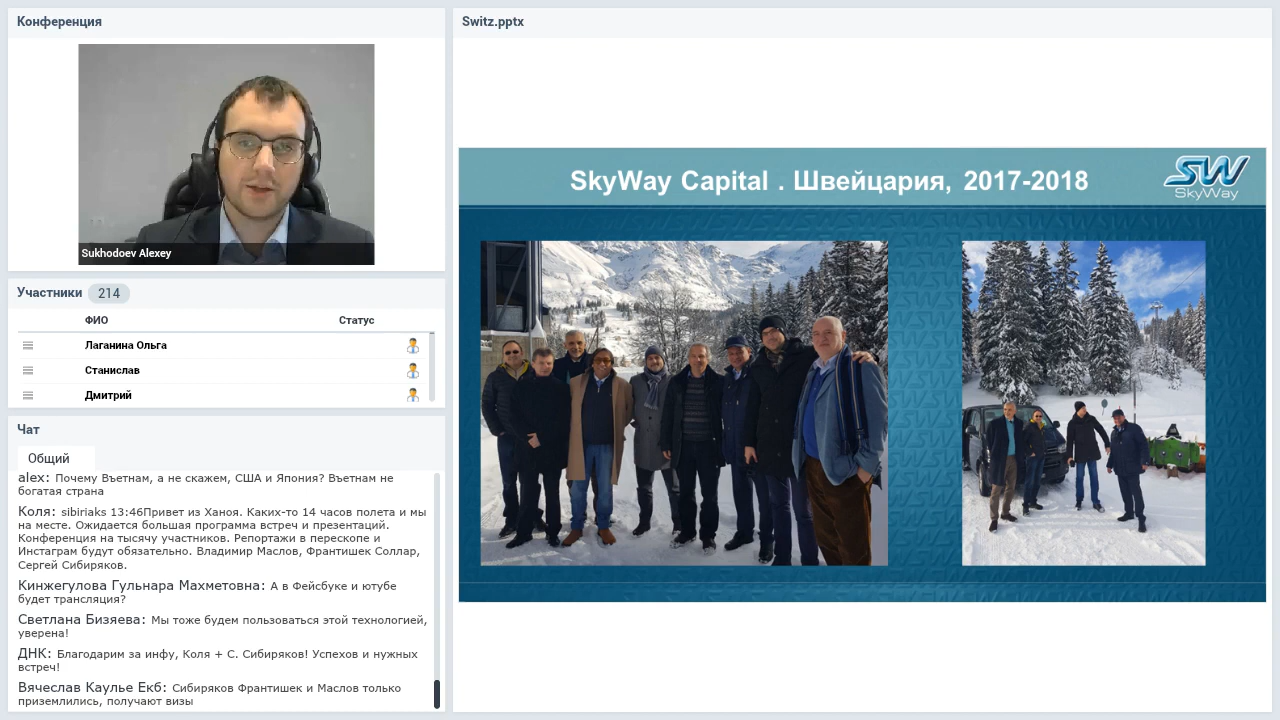 Конференция
Sukhodoev Alexey
Участники 214
ФИО Статус
Лаганина Ольга
Станислав
Дмитрий
Чат
Общий
alex: Почему Въетнам, а не скажем, США и Япония? Въетнам не
богатая страна
Коля: sibiriaks 13:46Привет из Ханоя. Каких-то 14 часов полета и мы
на месте. Ожидается большая программа встреч и презентаций.
Конференция на тысячу участников. Репортажи в перескопе и
Инстаграм будут обязательно. Владимир Маслов, Франтишек Соллар,
Сергей Сибиряков.
Кинжегулова Гульнара Махметовна: А в Фейсбуке и ютубе
будет трансляция?
Светлана Бизяева: Мы тоже будем пользоваться этой технологией,
уверена!
ДНК: Благодарим за инфу, Коля + С. Сибиряков! Успехов и нужных
встреч!
Вячеслав Каулье Екб: Сибиряков Франтишек и Маслов только
приземлились, получают визы
Switz.pptx
SkyWay Capital . Швейцария, 2017-2018
SW
SkyWay